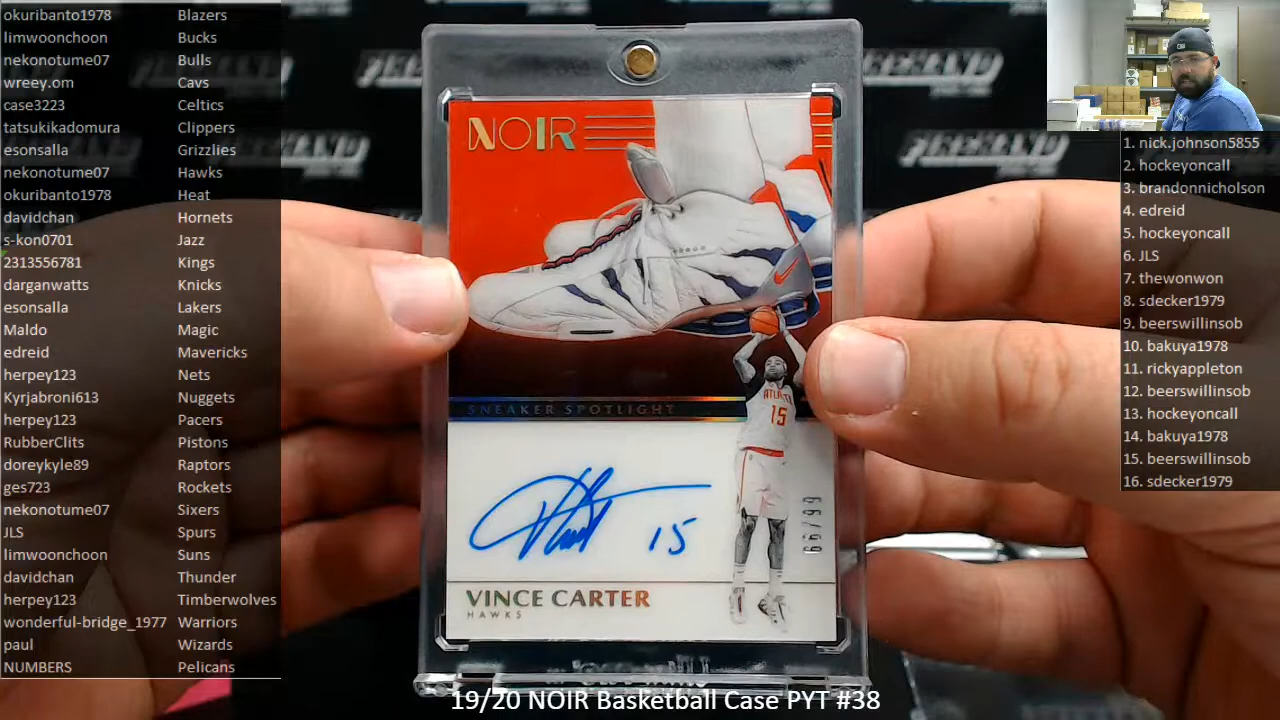 okuribanto1978 Blazers
limwoonchoon Bucks
nekonotume07 Bulls
wreey.om Cavs
case3223 Celtics
tatsukikadomura Clippers
esonsalla Grizzlies
nekonotume07 Hawks
okuribanto1978 Heat
davidchan Hornets
s-kon0701 Jazz
2313556781 Kings
darganwatts Knicks
esonsalla Lakers
Maldo Magic
edreid Mavericks
herpey123 Nets
Kyrjabroni613 Nuggets
herpey123 Pacers
RubberClits Pistons
doreykyle89 Raptors
ges723 Rockets
nekonotume07 Sixers
JLS Spurs
limwoonchoon Suns
davidchan Thunder
herpey123 Timberwolves
wonderful-bridge_1977 Warriors
paul Wizards
NUMBERS Pelicans
NOIR
SNEAKER SPOTLIGHT
ATLANTA
15
15
66/99
VINCE CARTER
HAWKS
1. nick.johnson5855
2. hockeyoncall
3. brandonnicholson
4. edreid
5. hockeyoncall
6. JLS
7. thewonwon
8. sdecker1979
9. beerswillinsob
10. bakuya1978
11. rickyappleton
12. beerswillinsob
13. hockeyoncall
14. bakuya1978
15. beerswillinsob
16. sdecker1979
19/20 NOIR Basketball Case PYT #38